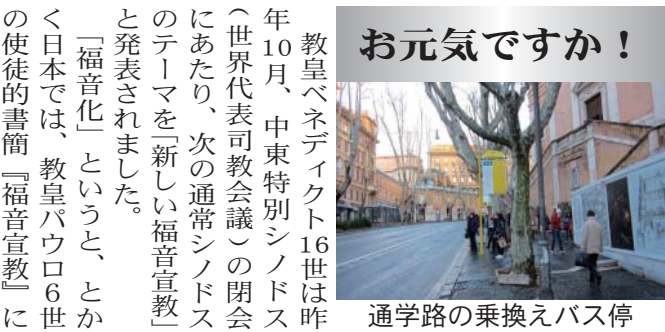 お元気ですか！
通学路の乗換えバス停
教皇ベネディクト16世は昨
年10月、中東特別シノドス
（世界代表司教会議）の閉会
にあたり、次の通常シノドス
のテーマを「新しい福音宣教」
と発表されました。
「福音化」というと、とか
く日本では、教皇パウロ６世
の使徒的書簡『福音宣教』に